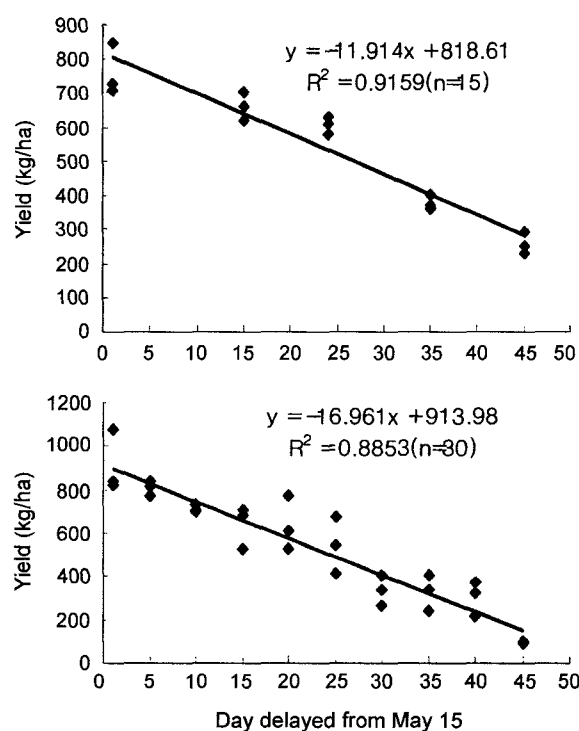 900
800
700
600
500
400
300
200
100
0
Yield (kg/ha)
y = -11.914x + 818.61
R² = 0.9159(n=15)
0 5 10 15 20 25 30 35 40 45 50
1200
1000
800
600
400
200
0
Yield (kg/ha)
y = -16.961x + 913.98
R² = 0.8853(n=30)
0 5 10 15 20 25 30 35 40 45 50
Day delayed from May 15